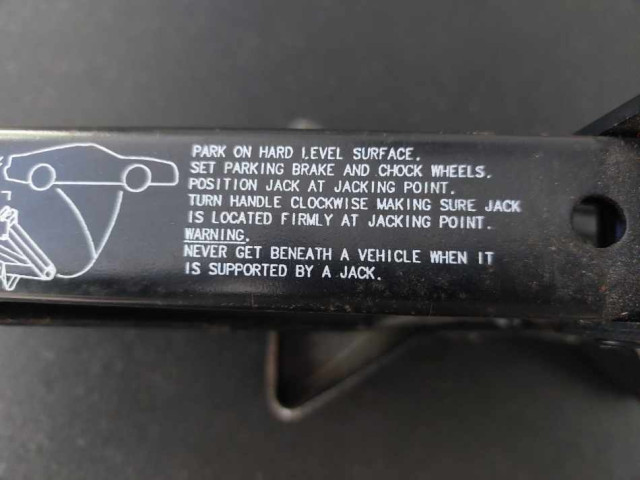 PARK ON HARD LEVEL SURFACE.
SET PARKING BRAKE AND CHOCK WHEELS.
POSITION JACK AT JACKING POINT.
TURN HANDLE CLOCKWISE MAKING SURE JACK
IS LOCATED FIRMLY AT JACKING POINT.
WARNING.
NEVER GET BENEATH A VEHICLE WHEN IT
IS SUPPORTED BY A JACK.